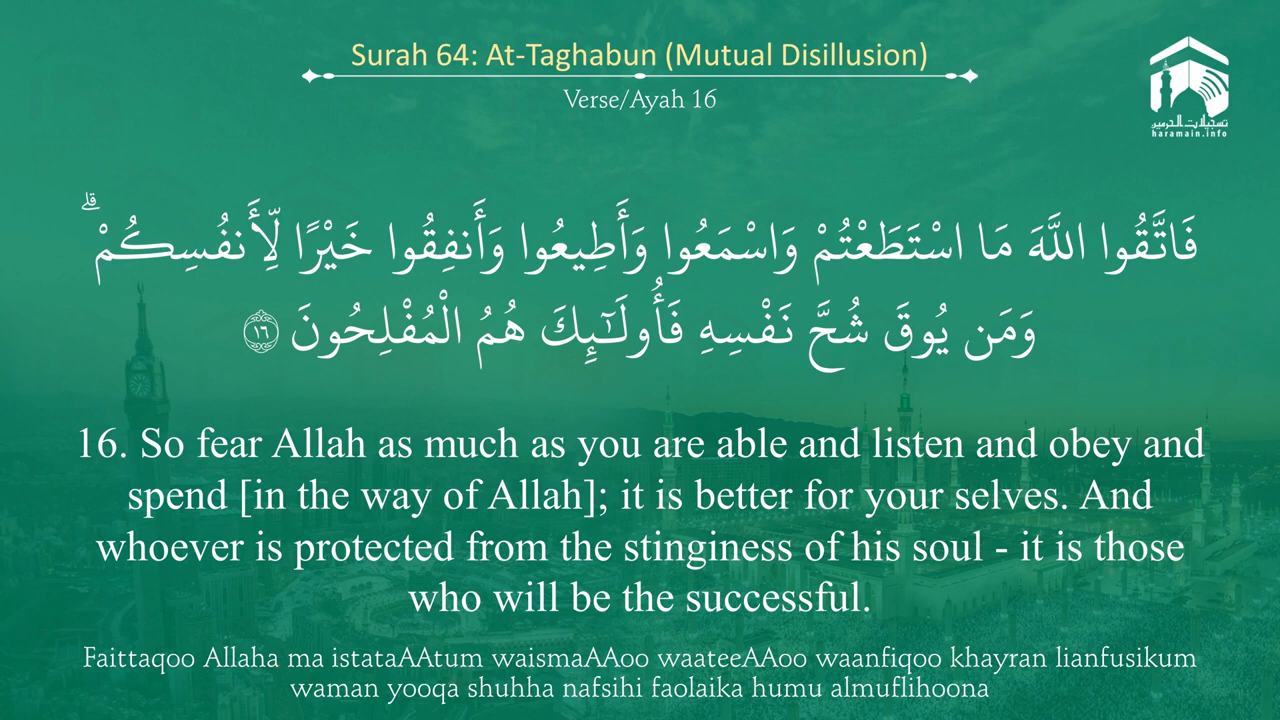 Surah 64: At-Taghabun (Mutual Disillusion)
Verse/Ayah 16
تسجيلات الحرمين
haramain.info
فَاتَّقُوا اللَّهَ مَا اسْتَطَعْتُمْ وَاسْمَعُوا وَأَطِيعُوا وَأَنفِقُوا خَيْرًا لِّأَنفُسِكُمْ ۗ
وَمَن يُوقَ شُحَّ نَفْسِهِ فَأُولَٰئِكَ هُمُ الْمُفْلِحُونَ ﴿١٦﴾
16. So fear Allah as much as you are able and listen and obey and
spend [in the way of Allah]; it is better for your selves. And
whoever is protected from the stinginess of his soul - it is those
who will be the successful.
Faittaqoo Allaha ma istataAAtum waismaAAoo waateeAAoo waanfiqoo khayran lianfusikum
waman yooqa shuhha nafsihi faolaika humu almuflihoona